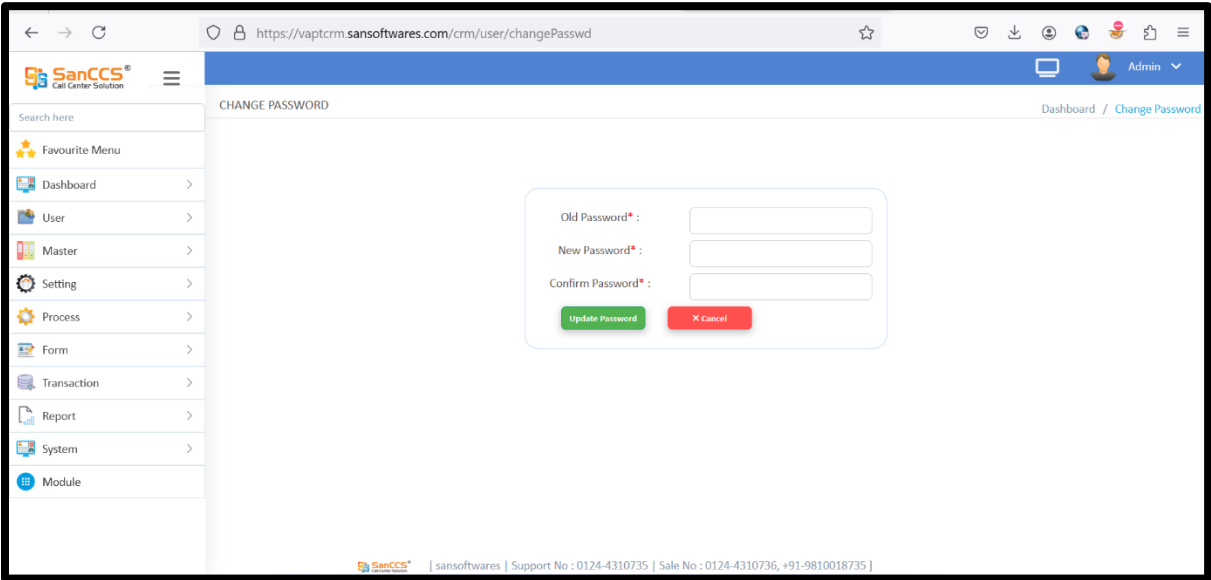 https://vaptcrm.sansoftwares.com/crm/user/changePasswd
SanCCS®
Call Center Solution
Admin
Search here
CHANGE PASSWORD
Dashboard / Change Password
Favourite Menu
Dashboard
User
Master
Setting
Process
Form
Transaction
Report
System
Module
Old Password* :
New Password* :
Confirm Password* :
Update Password
X Cancel
SanCCS® [ sansoftwares | Support No : 0124-4310735 | Sale No : 0124-4310736, +91-9810018735 ]